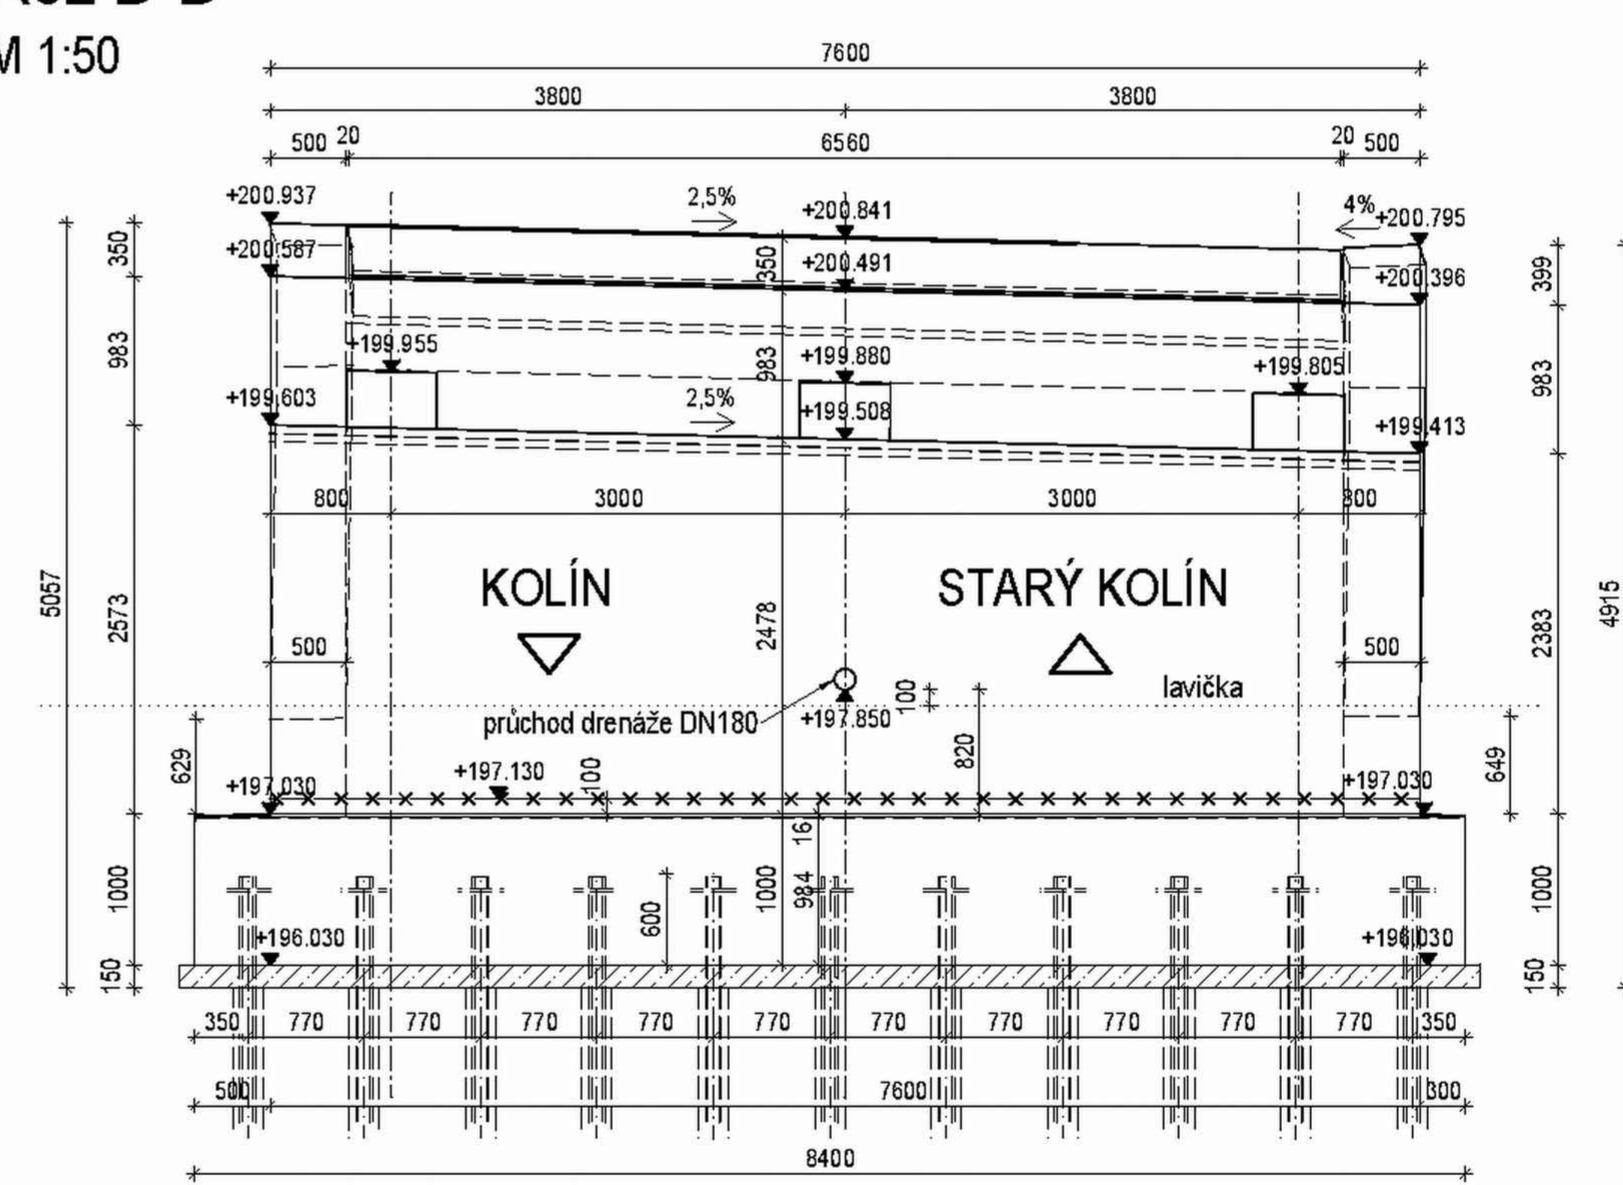 M 1:50
7600
3800 3800
500 20 6560 20 500
+200.937 2,5% +200.841 4% +200.795
350 +200.587 350 +200.491 +200.396 399
983 +199.955 983 +199.880 +199.805 983
+199.603 2,5% +199.508 +199.413
800 3000 3000 800
5057 2573 KOLÍN 2478 STARÝ KOLÍN 2383 4915
500 500
lavička
100
průchod drenáže DN180 +197.850
629 820 649
+197.030 +197.130 100 +197.030
16
1000 600 1000 984 1000
+196.030 +196.030
150 150
350 770 770 770 770 770 770 770 770 770 770 350
500 7600 300
8400